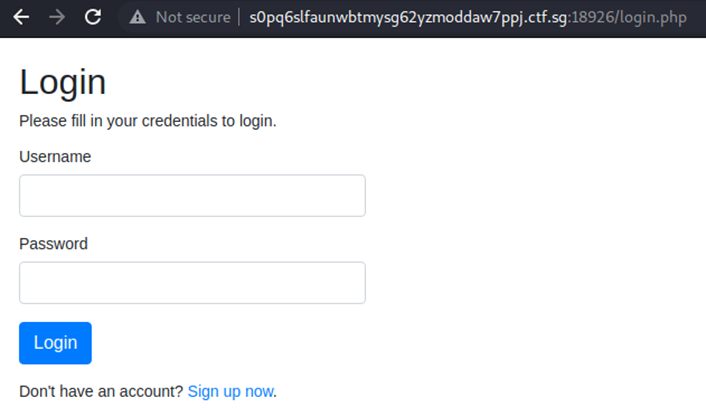 Not secure | s0pq6slfaunwbtmysg62yzmoddaw7ppj.ctf.sg:18926/login.php
Login
Please fill in your credentials to login.
Username
Password
Login
Don't have an account? Sign up now.